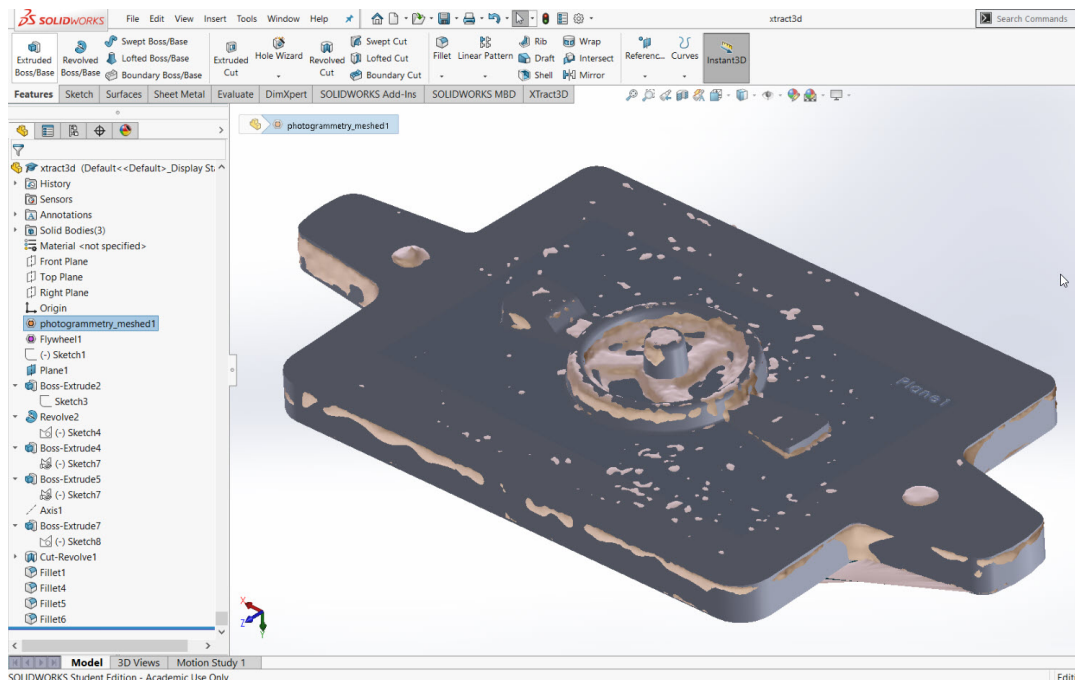 SOLIDWORKS File Edit View Insert Tools Window Help xtract3d Search Commands
Extruded Boss/Base
Revolved Boss/Base
Swept Boss/Base
Lofted Boss/Base
Boundary Boss/Base
Extruded Cut
Hole Wizard
Revolved Cut
Swept Cut
Lofted Cut
Boundary Cut
Fillet
Linear Pattern
Rib
Draft
Shell
Wrap
Intersect
Mirror
Referenc...
Curves
Instant3D
Features Sketch Surfaces Sheet Metal Evaluate DimXpert SOLIDWORKS Add-Ins SOLIDWORKS MBD XTract3D
photogrammetry_meshed1
xtract3d (Default<<Default>_Display St
History
Sensors
Annotations
Solid Bodies(3)
Material <not specified>
Front Plane
Top Plane
Right Plane
Origin
photogrammetry_meshed1
Flywheel1
(-) Sketch1
Plane1
Boss-Extrude2
Sketch3
Revolve2
(-) Sketch4
Boss-Extrude4
(-) Sketch7
Boss-Extrude5
(-) Sketch7
Axis1
Boss-Extrude7
(-) Sketch8
Cut-Revolve1
Fillet1
Fillet4
Fillet5
Fillet6
Plane1
X
Z
Y
Model 3D Views Motion Study 1
SOLIDWORKS Student Edition - Academic Use Only Editi